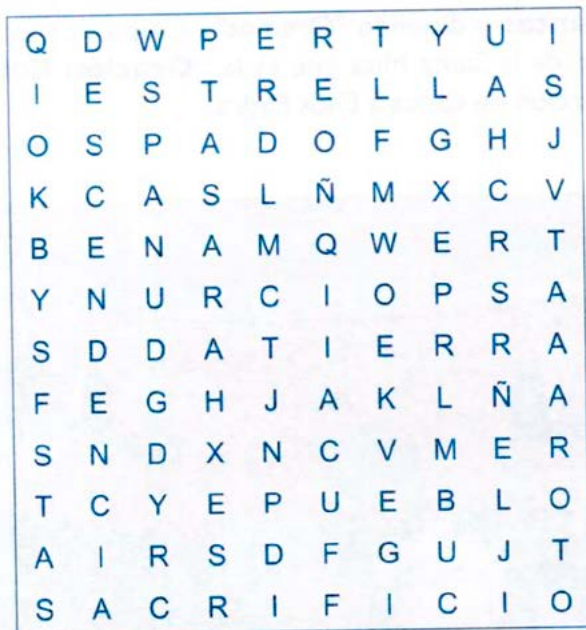 Q D W P E R T Y U I
I E S T R E L L A S
O S P A D O F G H J
K C A S L Ñ M X C V
B E N A M Q W E R T
Y N U R C I O P S A
S D D A T I E R R A
F E G H J A K L Ñ A
S N D X N C V M E R
T C Y E P U E B L O
A I R S D F G U J T
S A C R I F I C I O